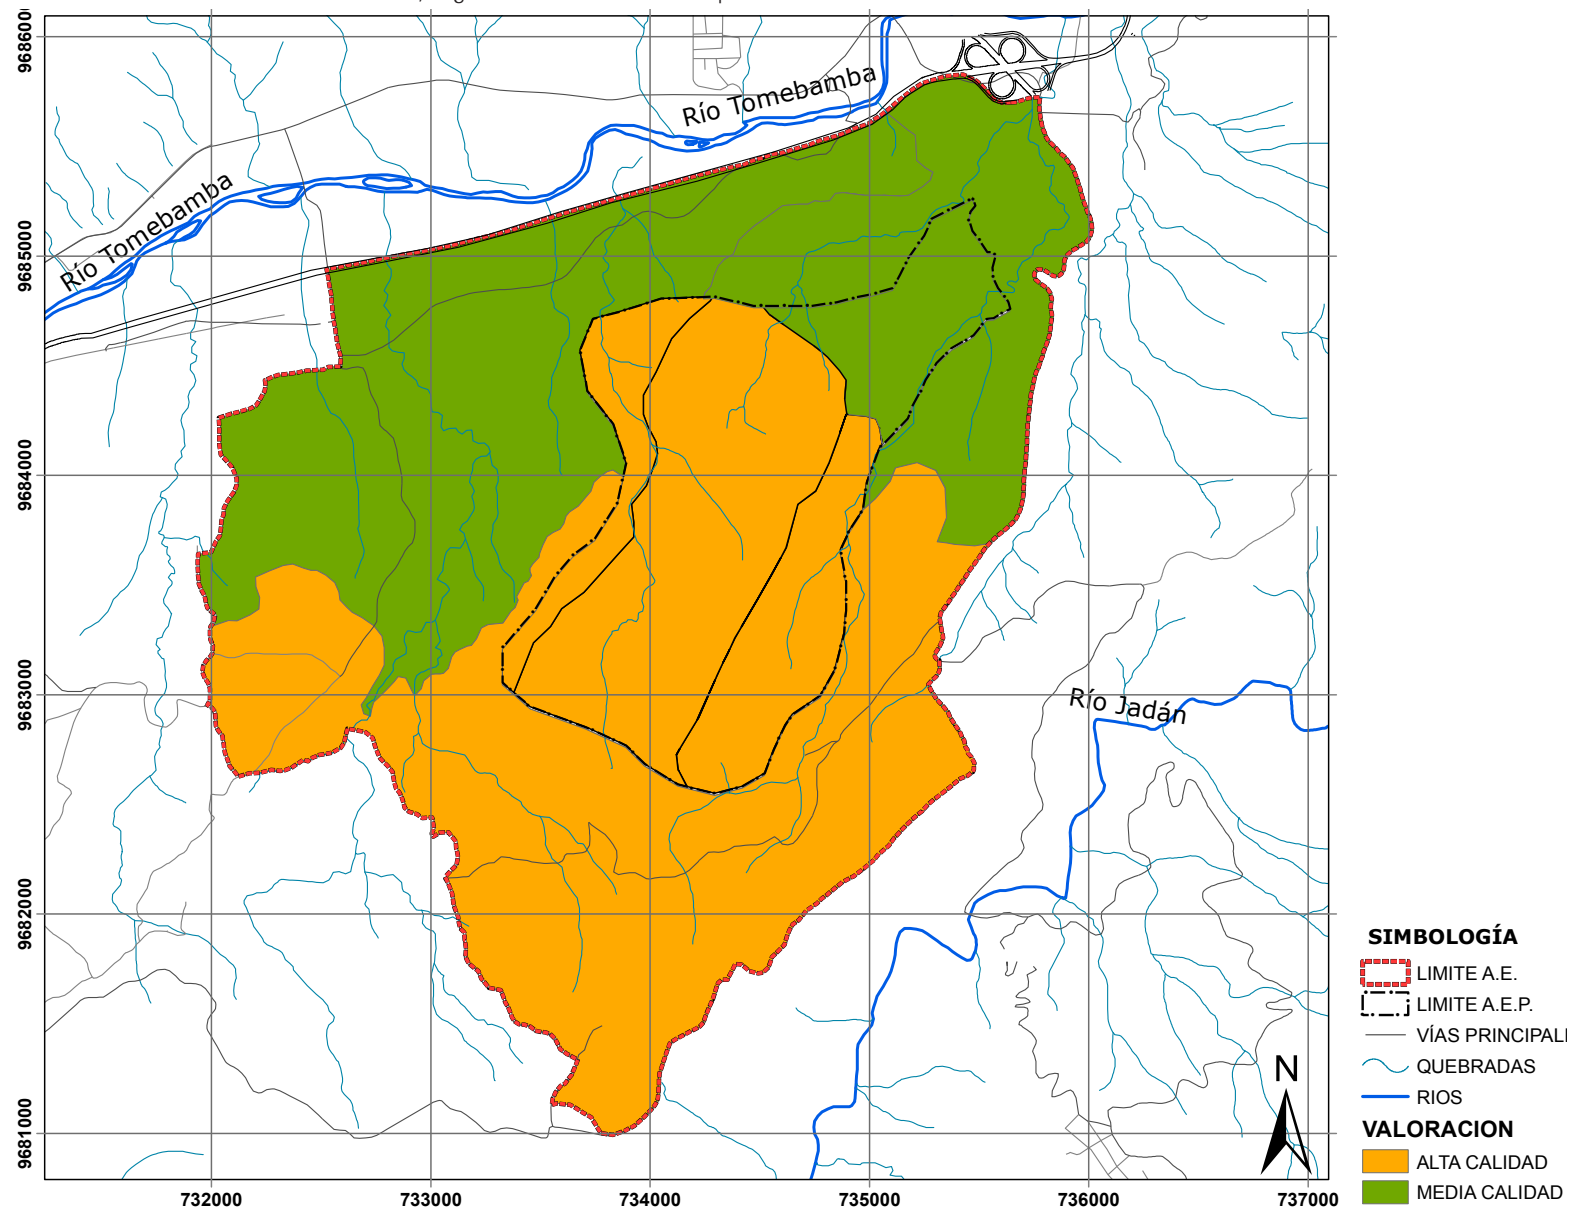 Río Tomebamba
Río Tomebamba
Río Jadán
9686000
9685000
9684000
9683000
9682000
9681000
732000
733000
734000
735000
736000
737000
N
SIMBOLOGÍA
LIMITE A.E.
LIMITE A.E.P.
VÍAS PRINCIPALI
QUEBRADAS
RIOS
VALORACION
ALTA CALIDAD
MEDIA CALIDAD